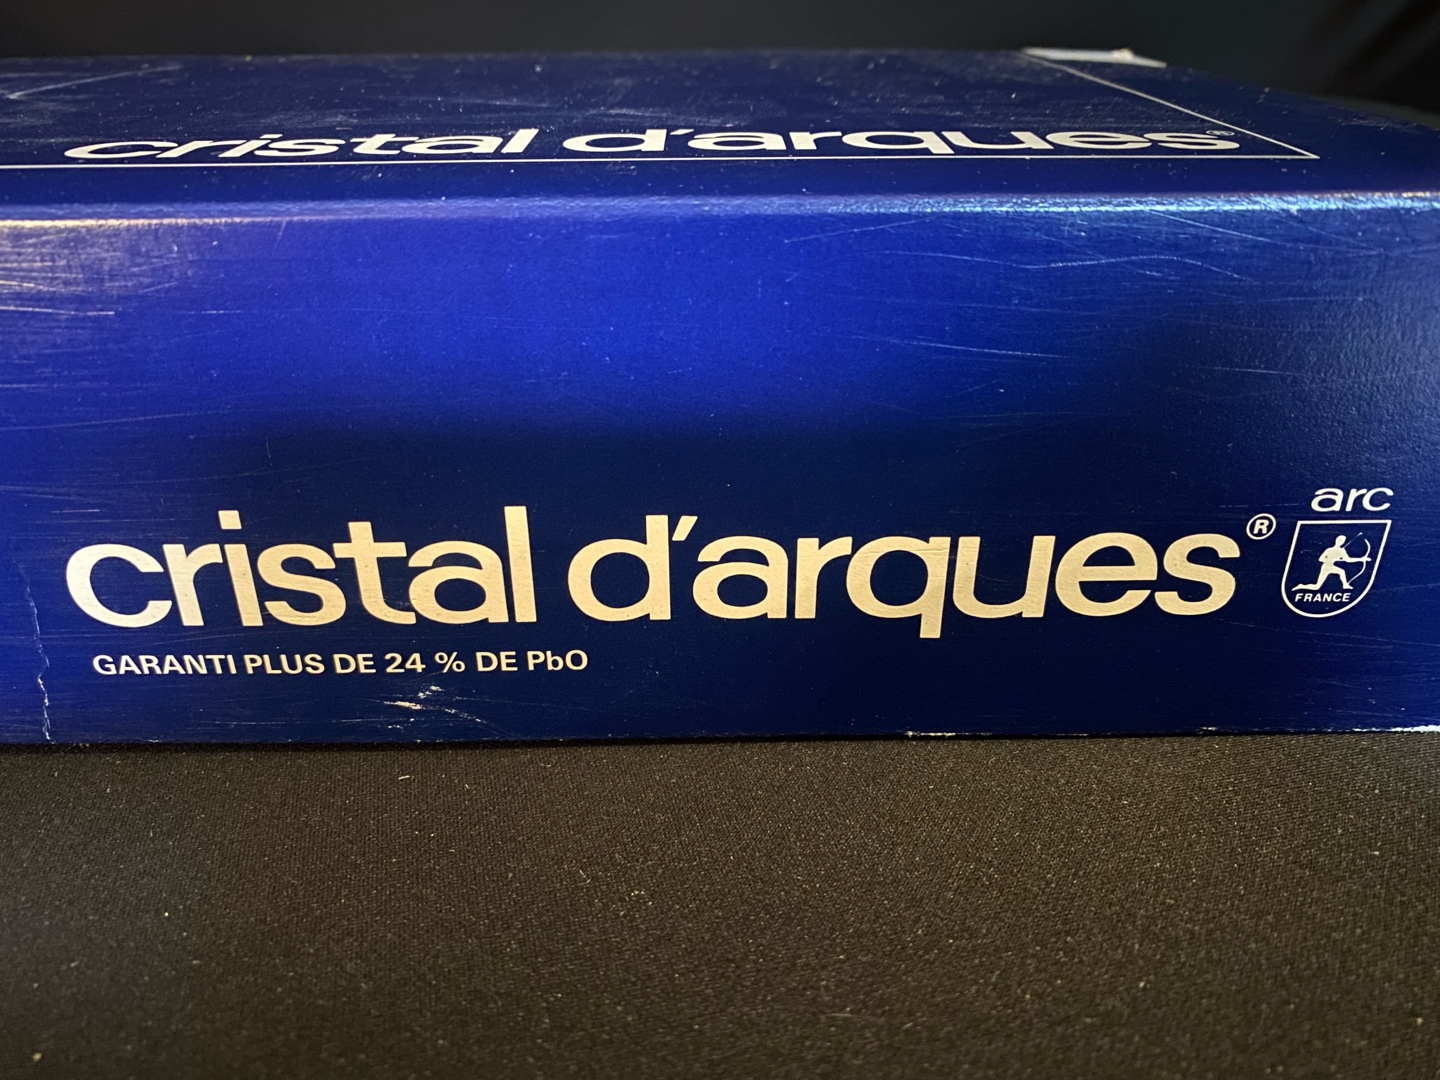 cristal d'arques®
cristal d'arques®
GARANTI PLUS DE 24 % DE PbO
arc
FRANCE